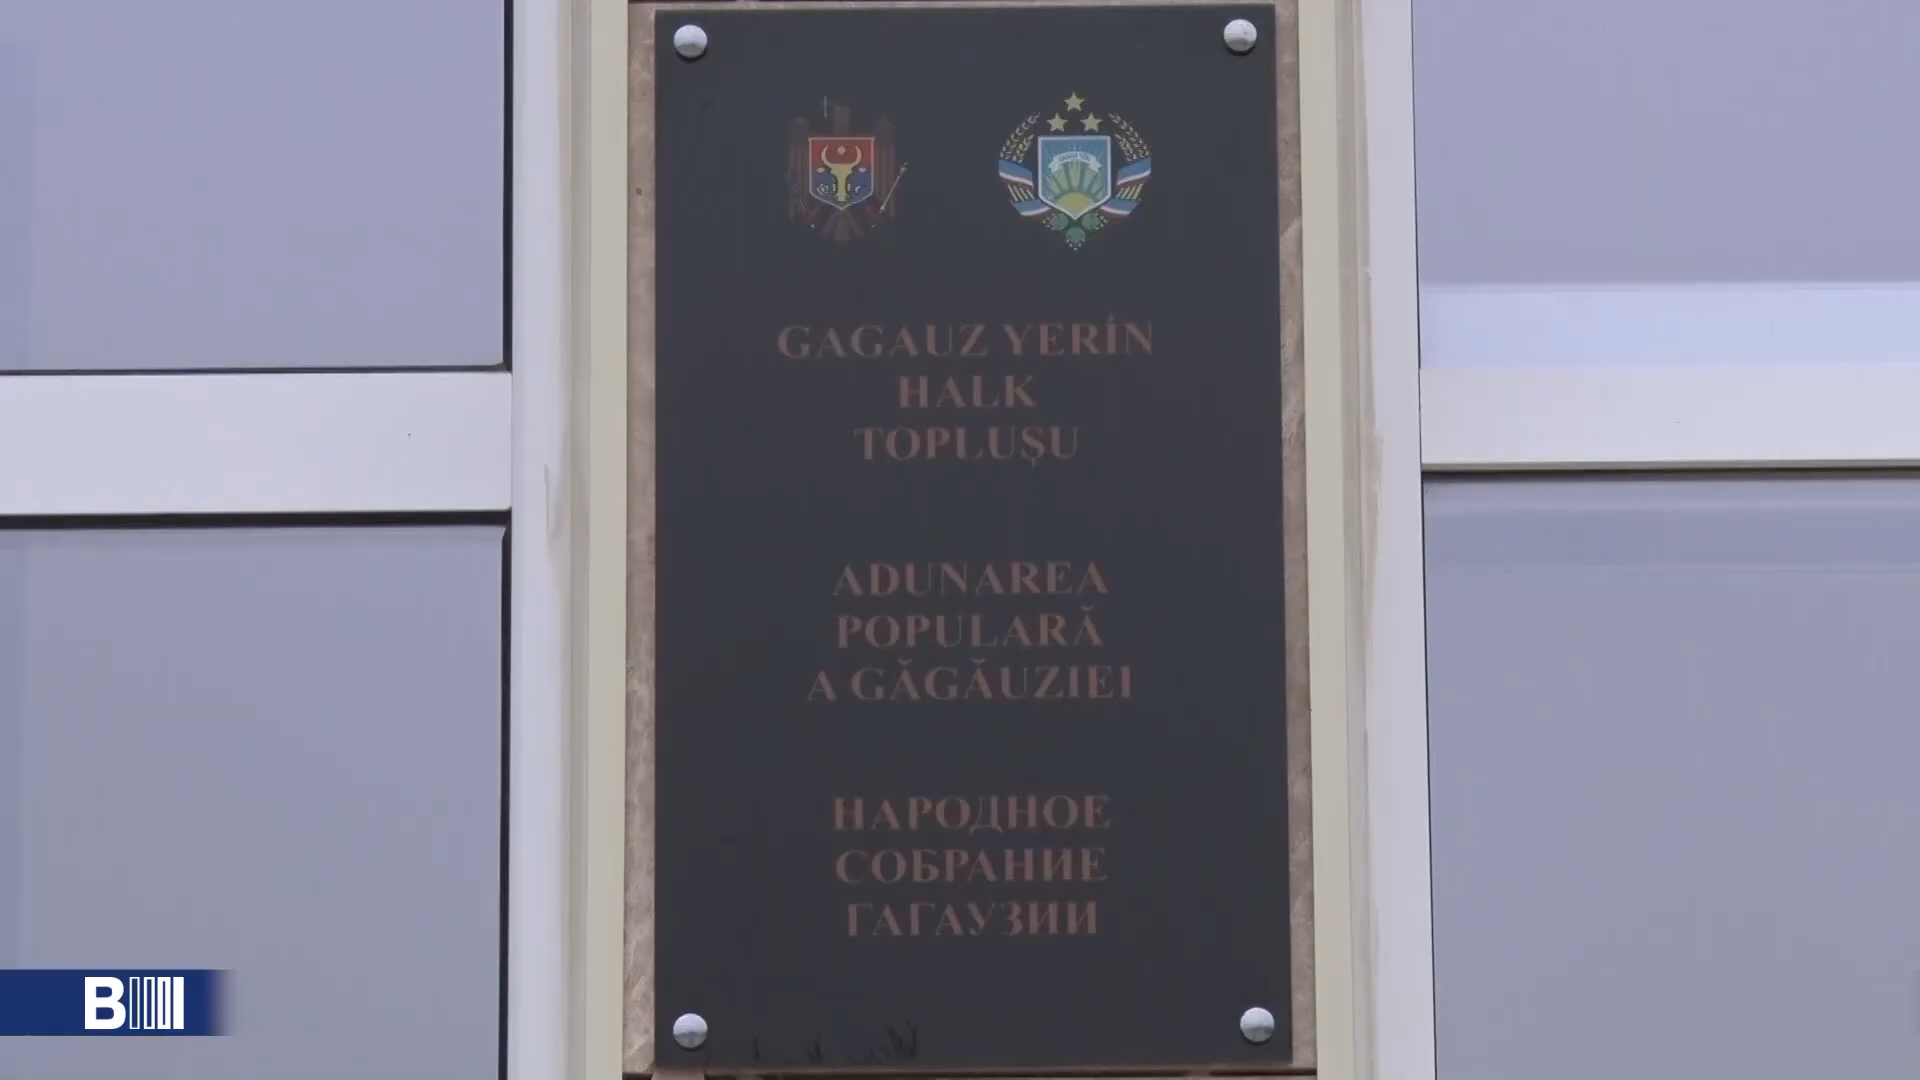 GAGAUZ YERİN
HALK
TOPLUŞU
ADUNAREA
POPULARĂ
A GĂGĂUZIEI
НАРОДНОЕ
СОБРАНИЕ
ГАГАУЗИИ